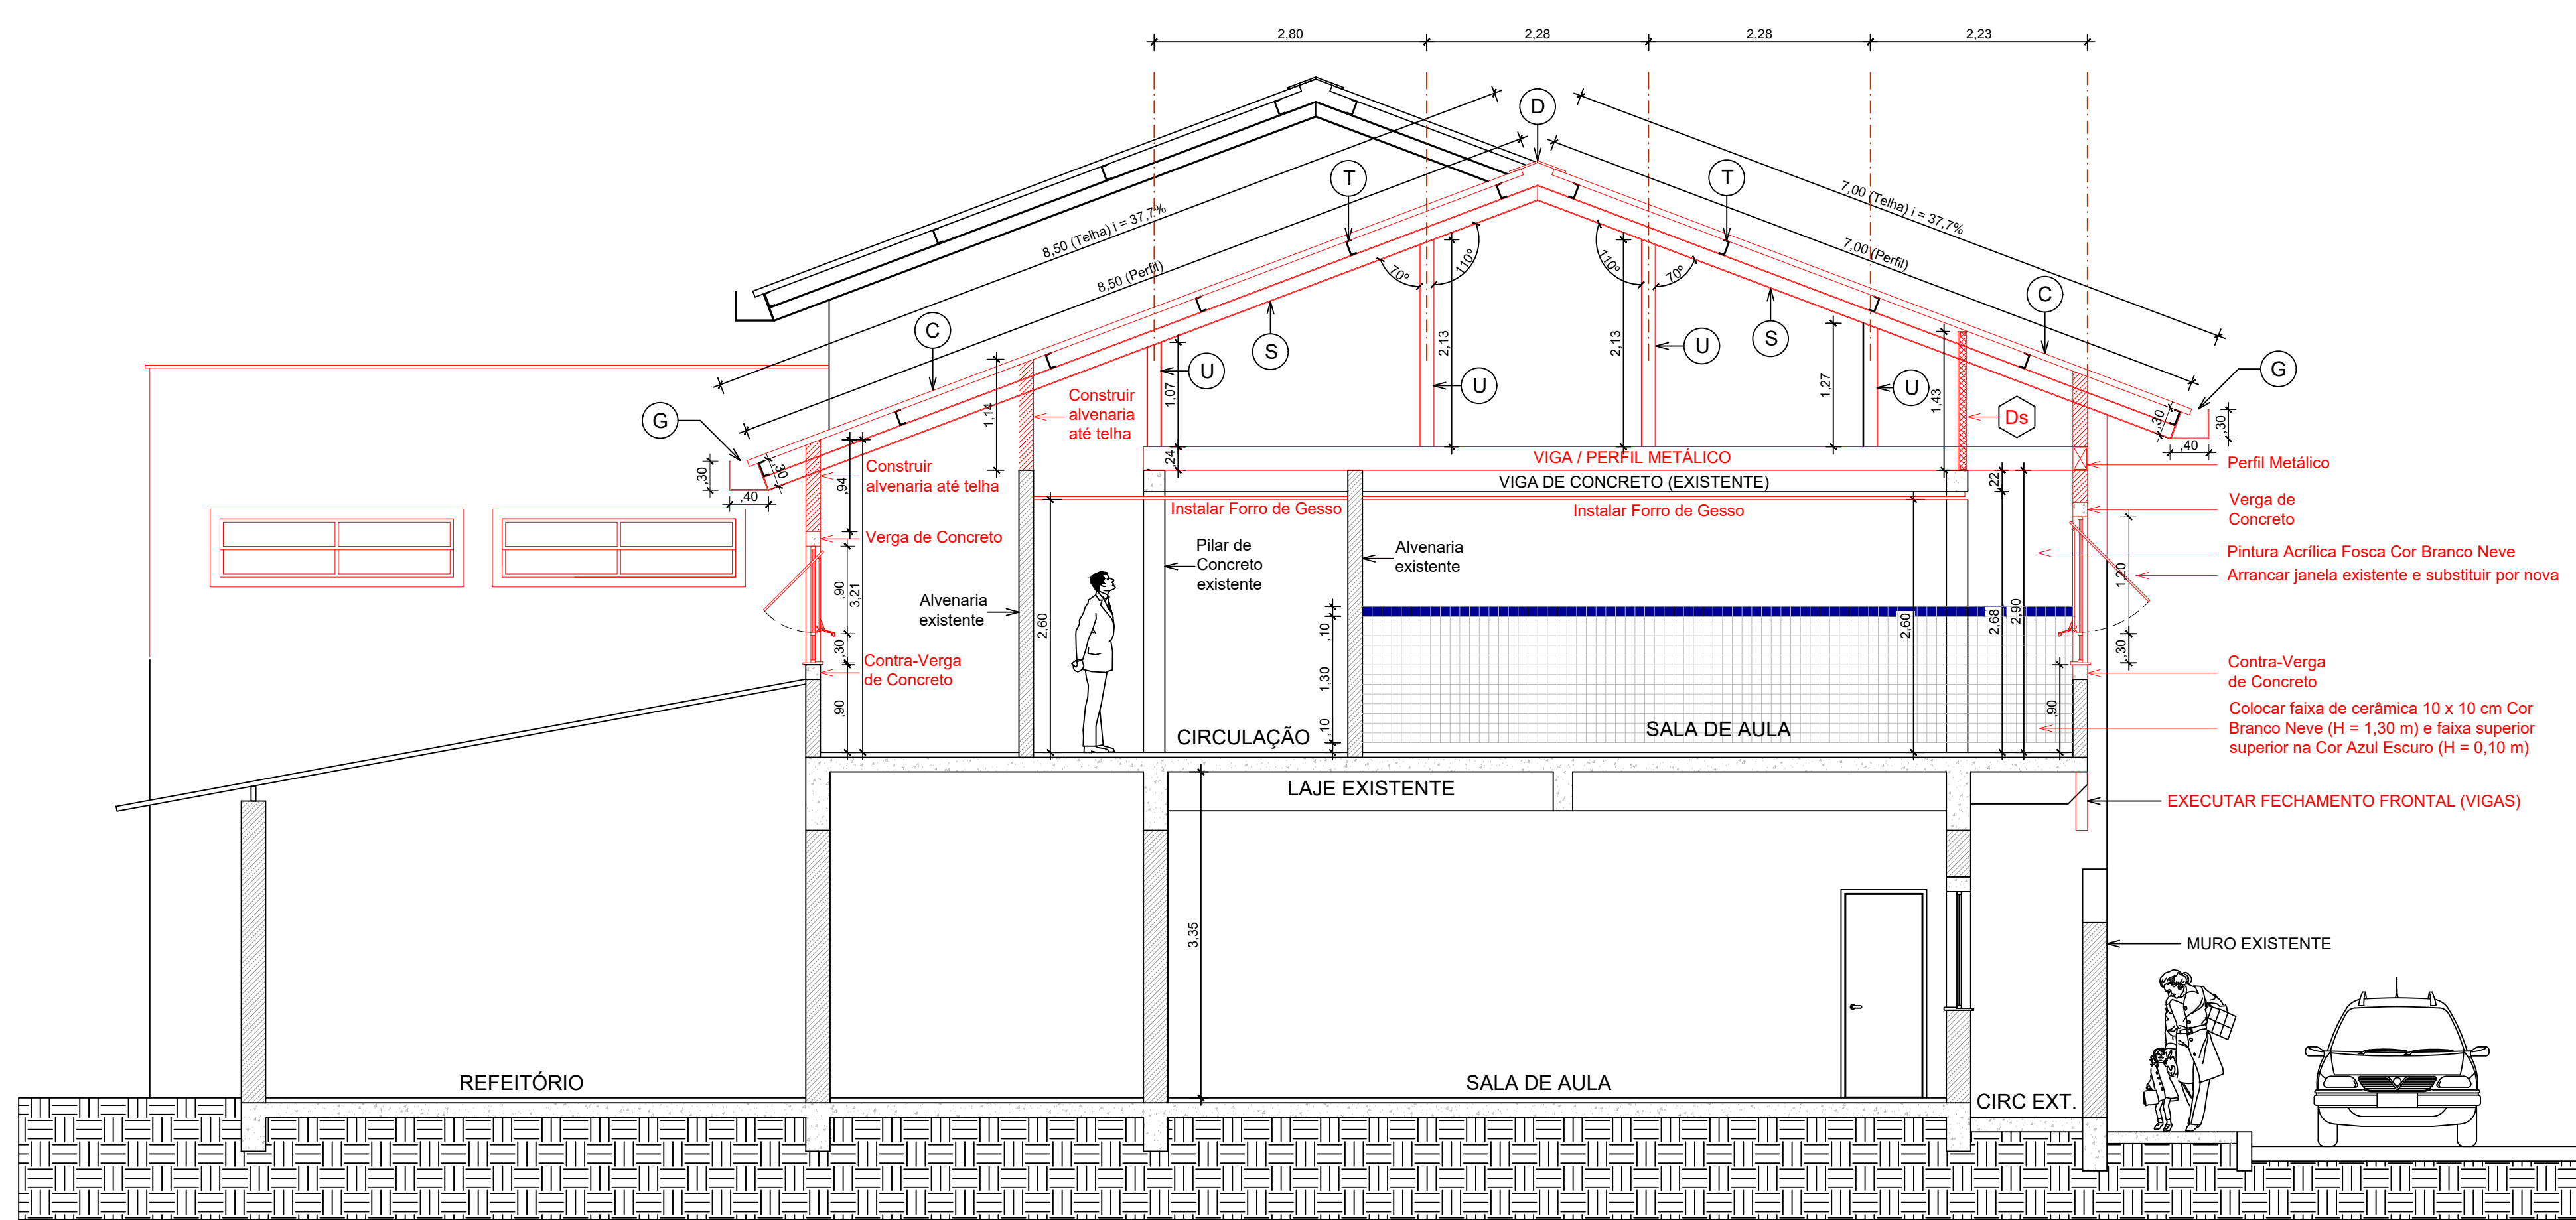 2,80
2,28
2,28
2,23
D
T
T
7,00 (Telha) i = 37,7%
7,00 (Perfil)
8,50 (Telha) i = 37,7%
8,50 (Perfil)
70º
110º
110º
70º
C
C
S
S
U
U
U
U
G
G
2,13
2,13
1,07
1,14
1,27
1,43
Ds
Construir
alvenaria
até telha
,30
,40
,30
,30
,40
,30
,24
VIGA / PERFIL METÁLICO
VIGA DE CONCRETO (EXISTENTE)
,22
Perfil Metálico
Construir
alvenaria até telha
,94
Instalar Forro de Gesso
Instalar Forro de Gesso
Verga de
Concreto
Verga de Concreto
Pilar de
Concreto
existente
Alvenaria
existente
Pintura Acrílica Fosca Cor Branco Neve
Arrancar janela existente e substituir por nova
1,20
,90
3,21
Alvenaria
existente
2,60
,10
1,30
,10
2,60
2,68
2,90
,30
,30
Contra-Verga
de Concreto
Contra-Verga
de Concreto
,90
,90
Colocar faixa de cerâmica 10 x 10 cm Cor
Branco Neve (H = 1,30 m) e faixa superior
superior na Cor Azul Escuro (H = 0,10 m)
CIRCULAÇÃO
SALA DE AULA
LAJE EXISTENTE
EXECUTAR FECHAMENTO FRONTAL (VIGAS)
3,35
MURO EXISTENTE
REFEITÓRIO
SALA DE AULA
CIRC EXT.